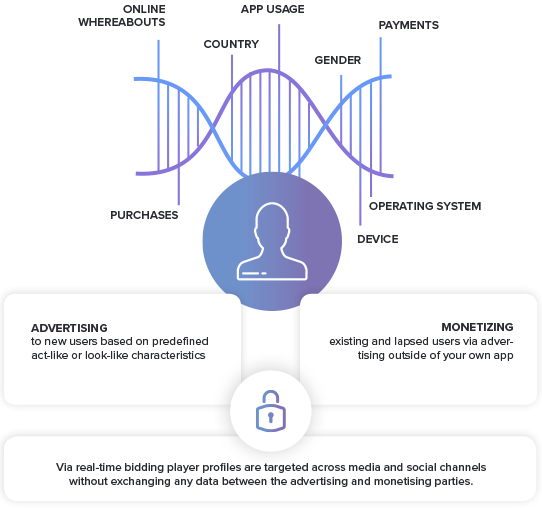 ONLINE
WHEREABOUTS
APP USAGE
COUNTRY
GENDER
PAYMENTS
PURCHASES
OPERATING SYSTEM
DEVICE
ADVERTISING
to new users based on predefined
act-like or look-like characteristics
MONETIZING
existing and lapsed users via adver-
tising outside of your own app
Via real-time bidding player profiles are targeted across media and social channels
without exchanging any data between the advertising and monetising parties.